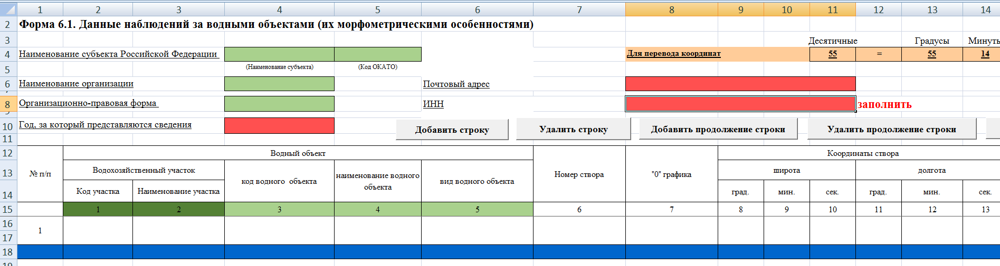 1 2 3 4 5 6 7 8 9 10 11 12 13 14
2 Форма 6.1. Данные наблюдений за водными объектами (их морфометрическими особенностями)
3 Десятичные Градусы Минуты
4 Наименование субъекта Российской Федерации Для перевода координат 55 = 55 14
5 (Наименование субъекта) (Код ОКАТО)
6 Наименование организации Почтовый адрес
8 Организационно-правовая форма ИНН заполнить
10 Год, за который представляются сведения
Добавить строку Удалить строку Добавить продолжение строки Удалить продолжение строки
11
12 Водный объект Координаты створа
13 № п/п Водохозяйственный участок код водного объекта наименование водного объекта вид водного объекта Номер створа "0" графика широта долгота
14 Код участка Наименование участка град. мин. сек. град. мин. сек.
15 1 2 3 4 5 6 7 8 9 10 11 12 13
16
1
17
18